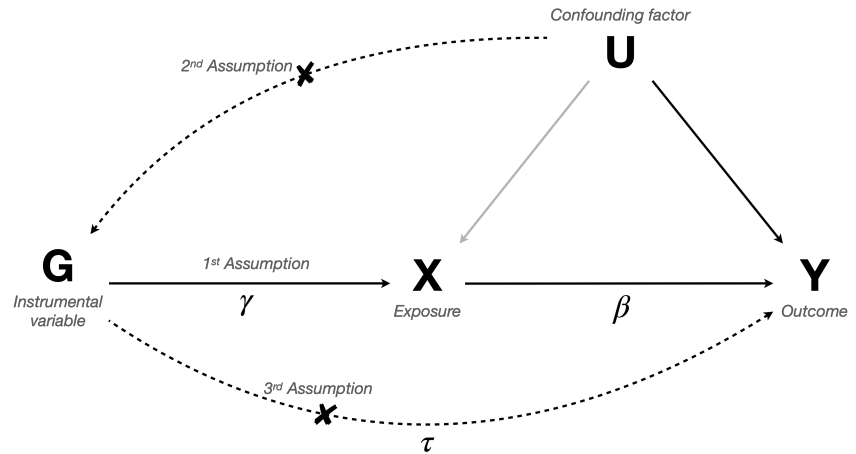 Confounding factor
U
2nd Assumption
G
1st Assumption
X
Y
Instrumental
variable
γ
Exposure
β
Outcome
3rd Assumption
τ